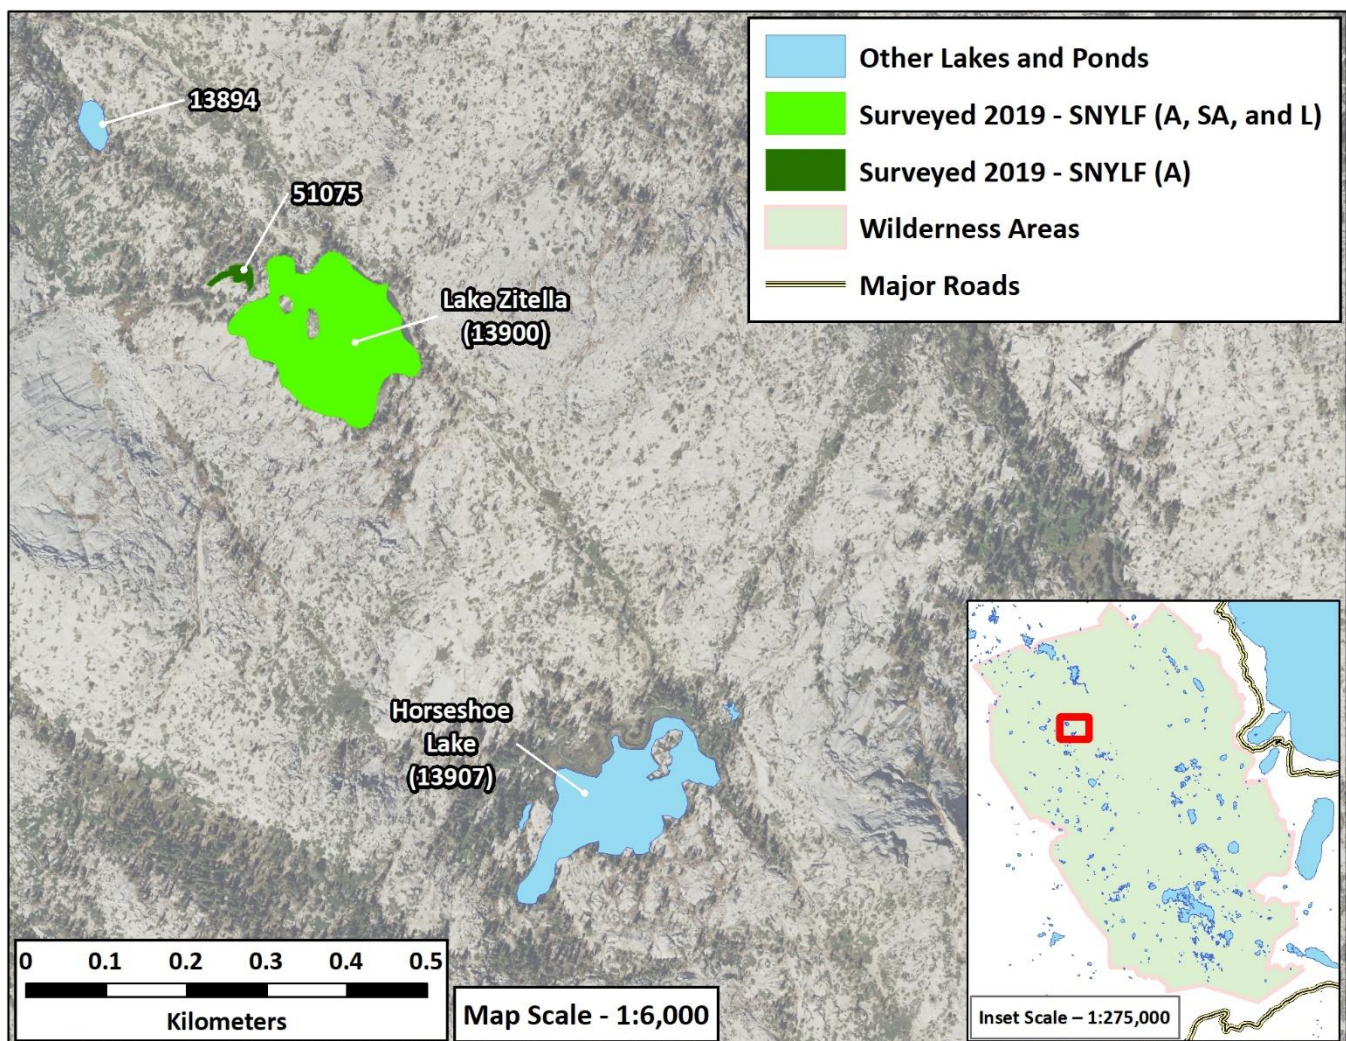 13894
51075
Lake Zitella
(13900)
Horseshoe
Lake
(13907)
Other Lakes and Ponds
Surveyed 2019 - SNYLF (A, SA, and L)
Surveyed 2019 - SNYLF (A)
Wilderness Areas
Major Roads
0 0.1 0.2 0.3 0.4 0.5
Kilometers
Map Scale - 1:6,000
Inset Scale – 1:275,000